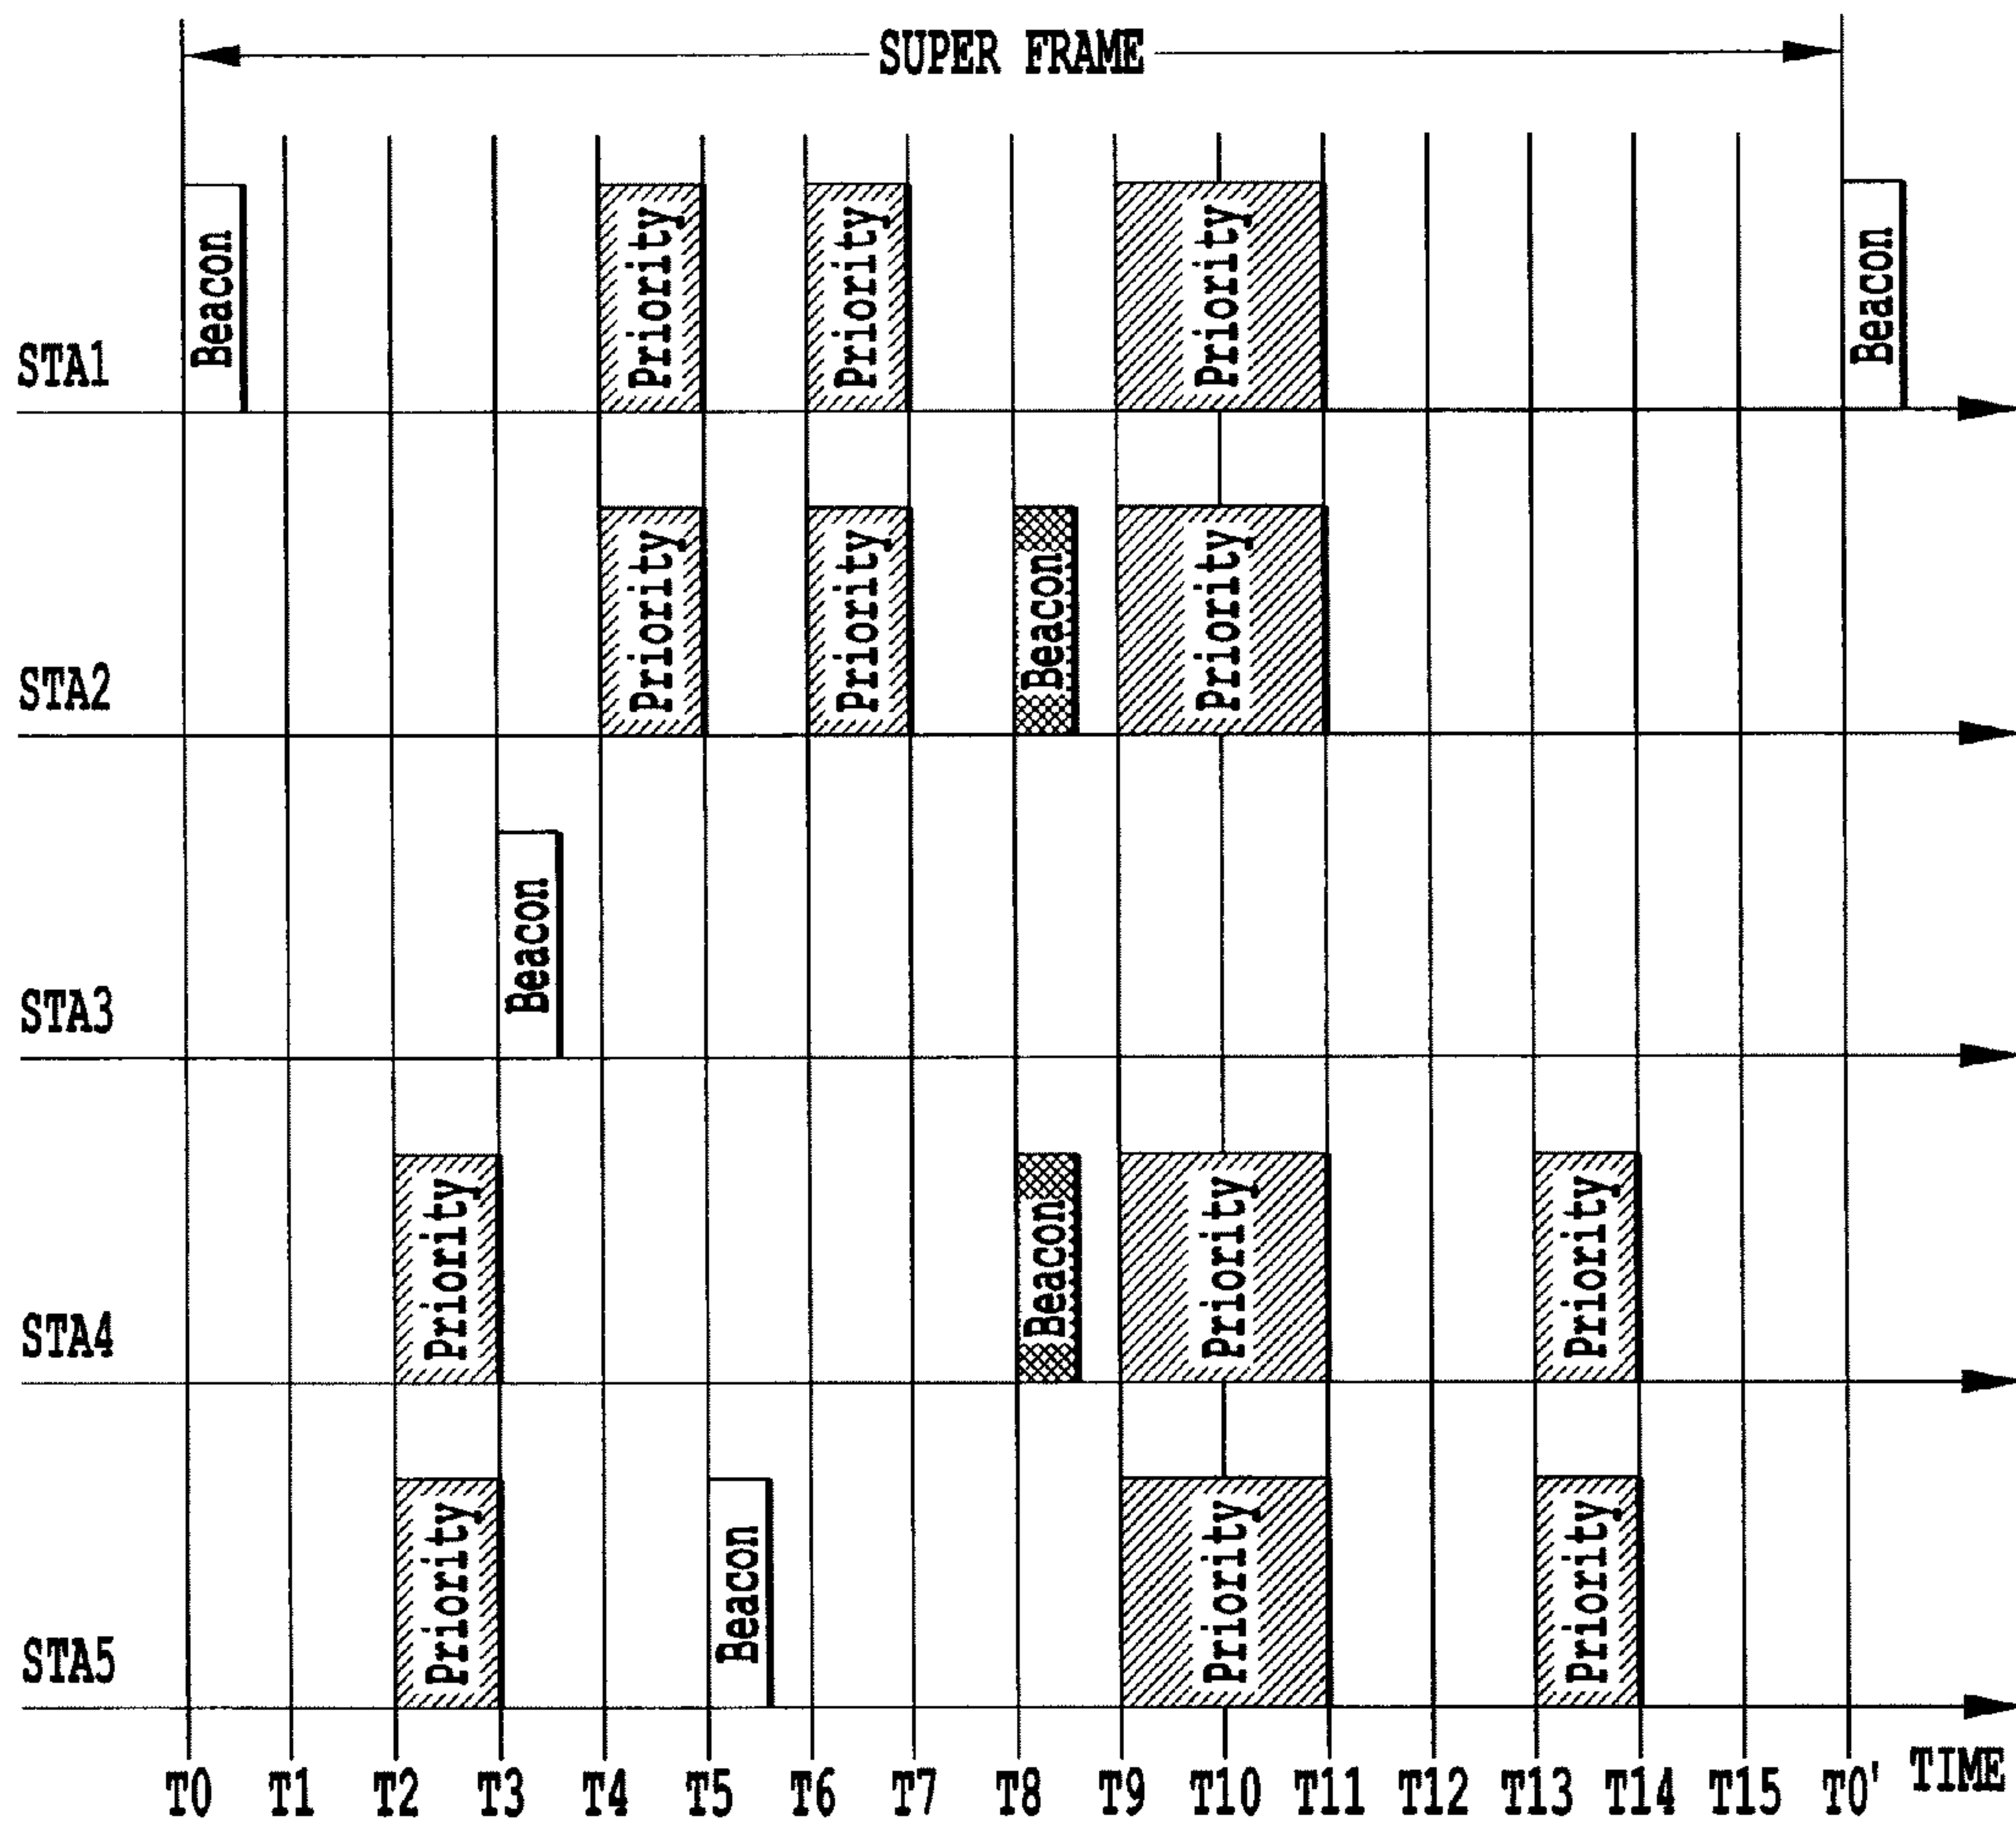 SUPER FRAME
STA1
Beacon
Priority
Priority
Priority
Beacon
STA2
Priority
Priority
Beacon
Priority
STA3
Beacon
STA4
Priority
Beacon
Priority
Priority
STA5
Priority
Beacon
Priority
Priority
T0 T1 T2 T3 T4 T5 T6 T7 T8 T9 T10 T11 T12 T13 T14 T15 T0' TIME